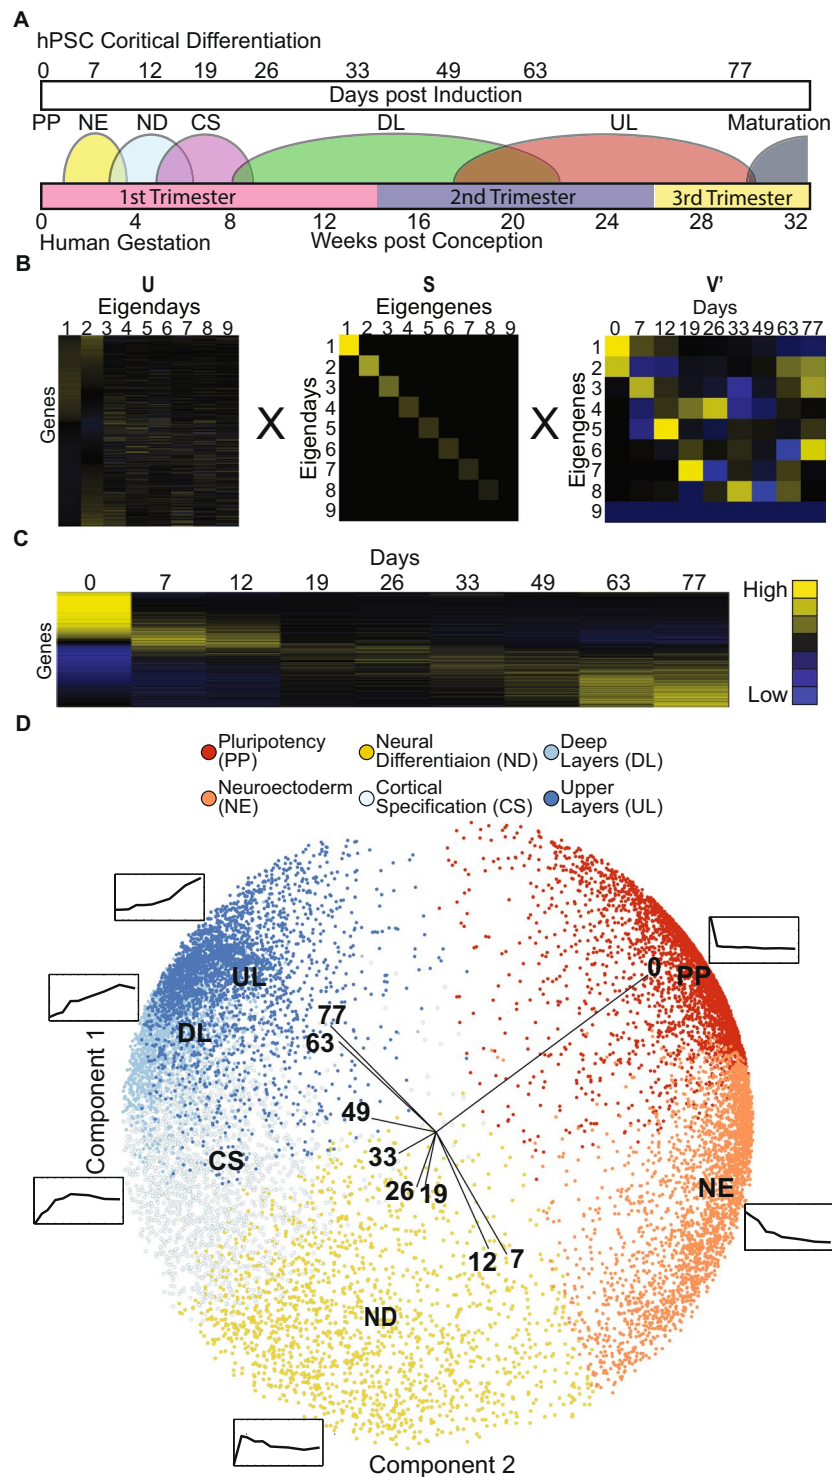 A
hPSC Coritical Differentiation
0 7 12 19 26 33 49 63 77
Days post Induction
PP NE ND CS DL UL Maturation
1st Trimester 2nd Trimester 3rd Trimester
0 4 8 12 16 20 24 28 32
Human Gestation Weeks post Conception
B
U S V'
Eigendays Eigengenes Days
1 2 3 4 5 6 7 8 9
1 2 3 4 5 6 7 8 9
0 7 12 19 26 33 49 63 77
Genes
Eigendays
1
2
3
4
5
6
7
8
9
X
X
Eigengenes
1
2
3
4
5
6
7
8
9
C
Days
0 7 12 19 26 33 49 63 77
Genes
High
Low
D
Pluripotency
(PP)
Neural
Differentiaion (ND)
Deep
Layers (DL)
Neuroectoderm
(NE)
Cortical
Specification (CS)
Upper
Layers (UL)
UL
DL
CS
ND
NE
PP
0
77
63
49
33
26
19
12
7
Component 1
Component 2